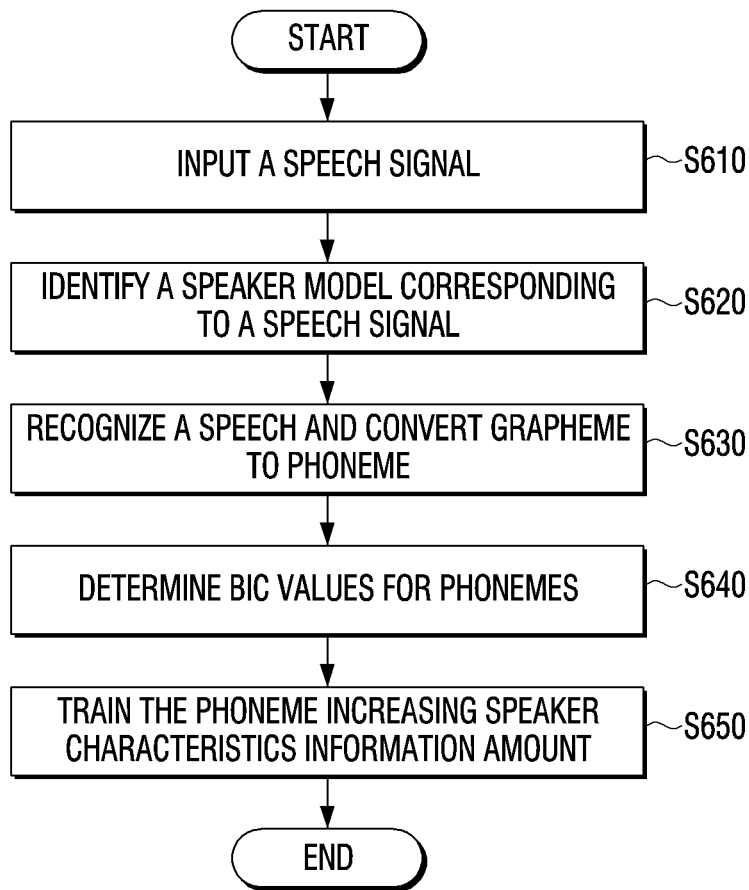 START
INPUT A SPEECH SIGNAL
S610
IDENTIFY A SPEAKER MODEL CORRESPONDING
TO A SPEECH SIGNAL
S620
RECOGNIZE A SPEECH AND CONVERT GRAPHEME
TO PHONEME
S630
DETERMINE BIC VALUES FOR PHONEMES
S640
TRAIN THE PHONEME INCREASING SPEAKER
CHARACTERISTICS INFORMATION AMOUNT
S650
END